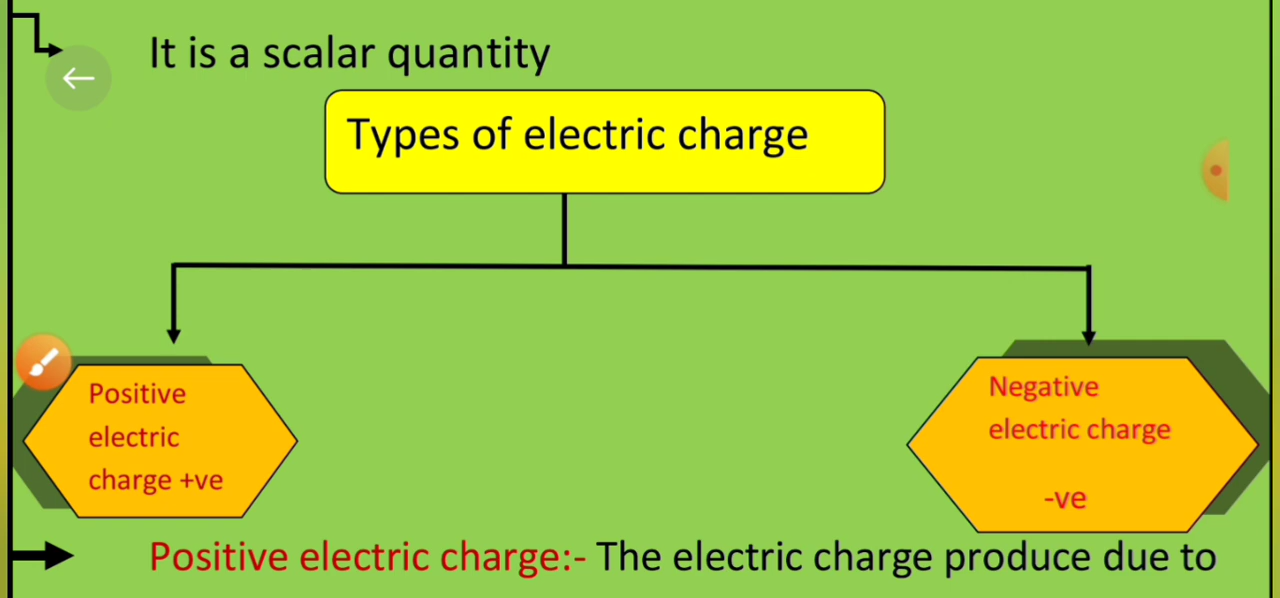 It is a scalar quantity
Types of electric charge
Positive
electric
charge +ve
Negative
electric charge
-ve
Positive electric charge:- The electric charge produce due to